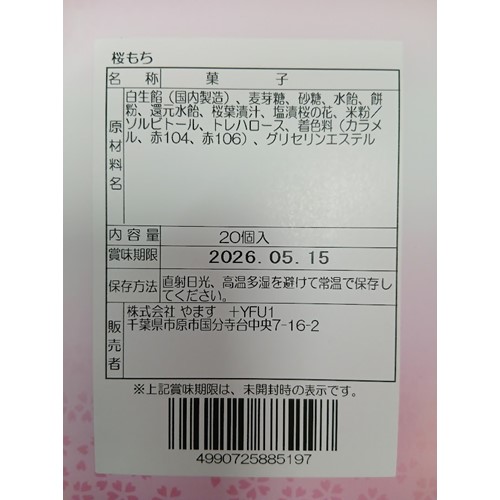 桜もち
名 称 菓 子
原材料名
白生餡（国内製造）、麦芽糖、砂糖、水飴、餅
粉、還元水飴、桜葉漬汁、塩漬桜の花、米粉／
ソルビトール、トレハロース、着色料（カラメ
ル、赤104、赤106）、グリセリンエステル
内 容 量 20個入
賞味期限 2026.05.15
保存方法 直射日光、高温多湿を避けて常温で保存し
てください。
販売者
株式会社 やます +YFU1
千葉県市原市国分寺台中央7-16-2
※上記賞味期限は、未開封時の表示です。
4990725885197